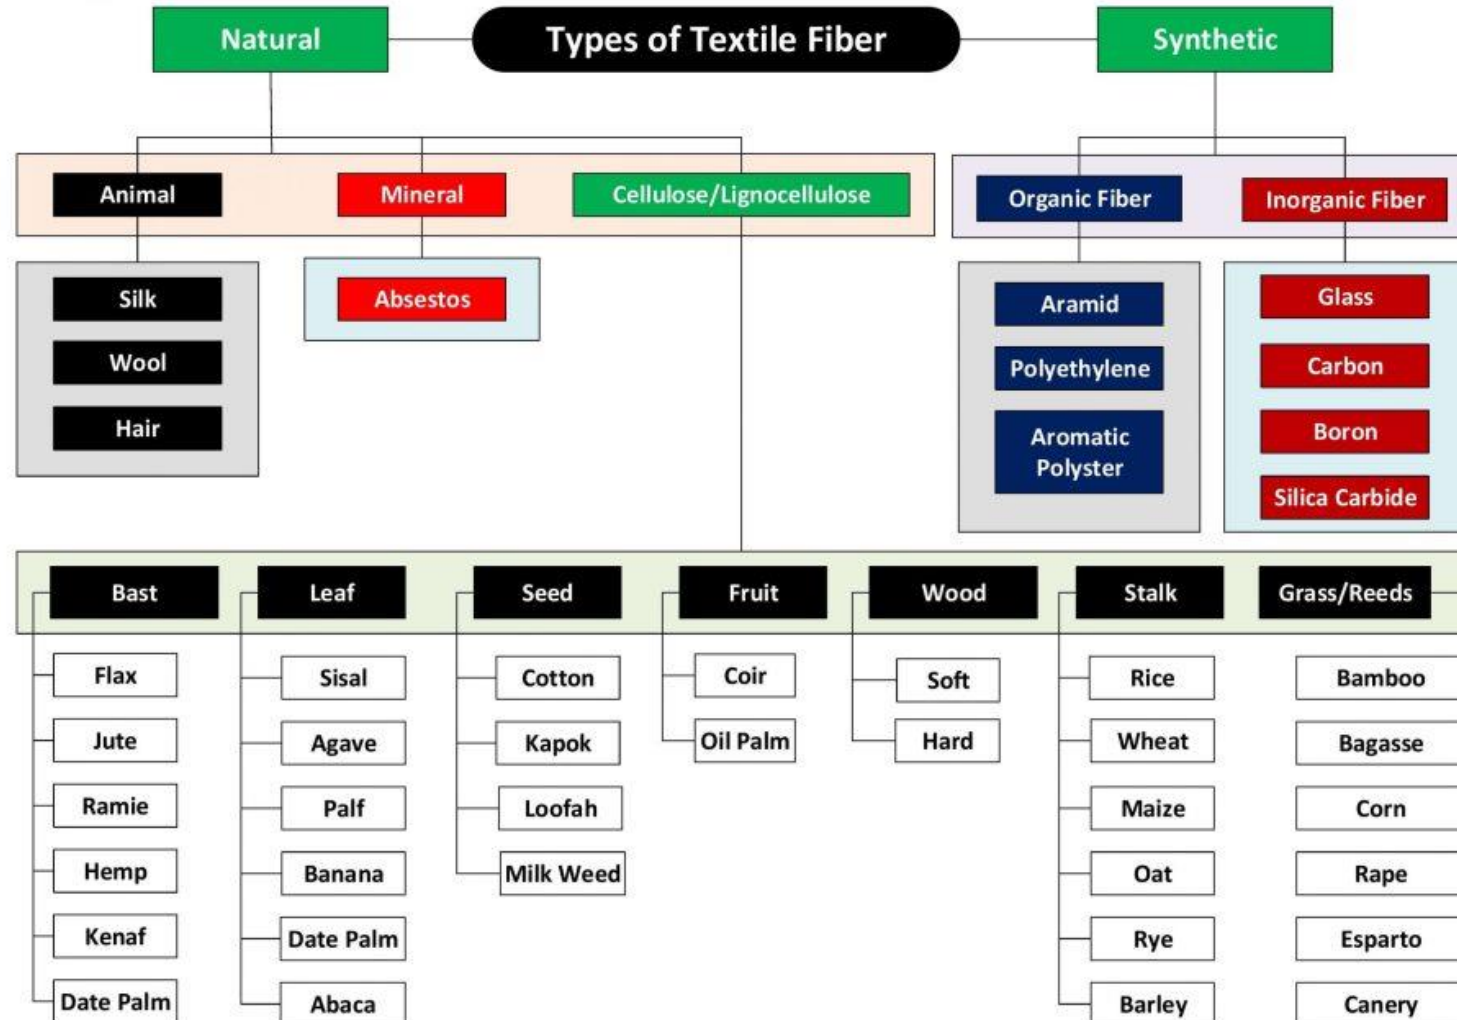 Natural
Types of Textile Fiber
Synthetic
Animal
Mineral
Cellulose/Lignocellulose
Organic Fiber
Inorganic Fiber
Silk
Wool
Hair
Absestos
Aramid
Polyethylene
Aromatic
Polyster
Glass
Carbon
Boron
Silica Carbide
Bast
Leaf
Seed
Fruit
Wood
Stalk
Grass/Reeds
Flax
Jute
Ramie
Hemp
Kenaf
Date Palm
Sisal
Agave
Palf
Banana
Date Palm
Abaca
Cotton
Kapok
Loofah
Milk Weed
Coir
Oil Palm
Soft
Hard
Rice
Wheat
Maize
Oat
Rye
Barley
Bamboo
Bagasse
Corn
Rape
Esparto
Canery